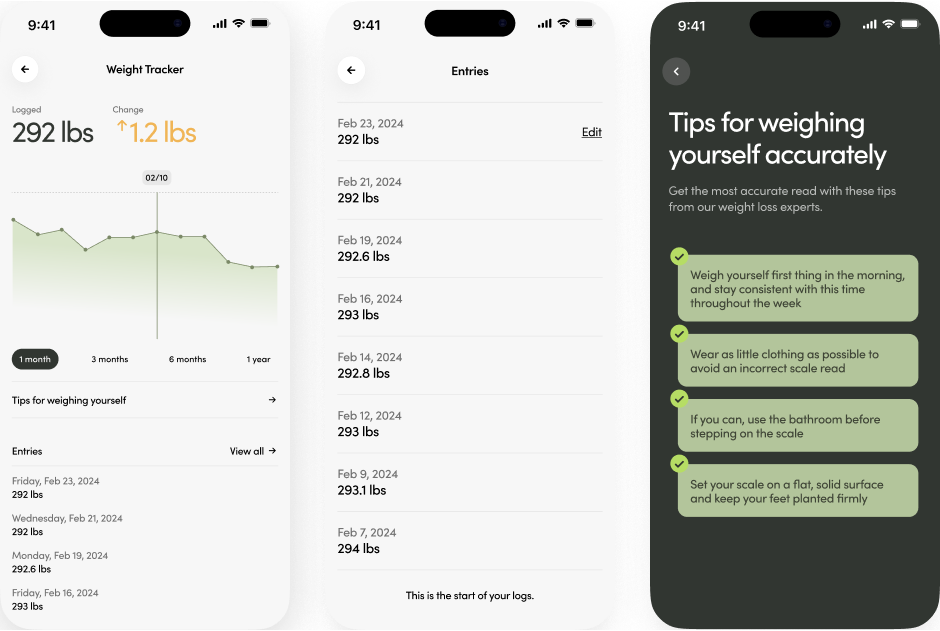 9:41
Weight Tracker
Logged
292 lbs
Change
↑1.2 lbs
02/10
1 month
3 months
6 months
1 year
Tips for weighing yourself →
Entries
View all →
Friday, Feb 23, 2024
292 lbs
Wednesday, Feb 21, 2024
292 lbs
Monday, Feb 19, 2024
292.6 lbs
Friday, Feb 16, 2024
293 lbs
9:41
Entries
Feb 23, 2024
292 lbs
Edit
Feb 21, 2024
292 lbs
Feb 19, 2024
292.6 lbs
Feb 16, 2024
293 lbs
Feb 14, 2024
292.8 lbs
Feb 12, 2024
293 lbs
Feb 9, 2024
293.1 lbs
Feb 7, 2024
294 lbs
This is the start of your logs.
9:41
Tips for weighing
yourself accurately
Get the most accurate read with these tips
from our weight loss experts.
Weigh yourself first thing in the morning,
and stay consistent with this time
throughout the week
Wear as little clothing as possible to
avoid an incorrect scale read
If you can, use the bathroom before
stepping on the scale
Set your scale on a flat, solid surface
and keep your feet planted firmly